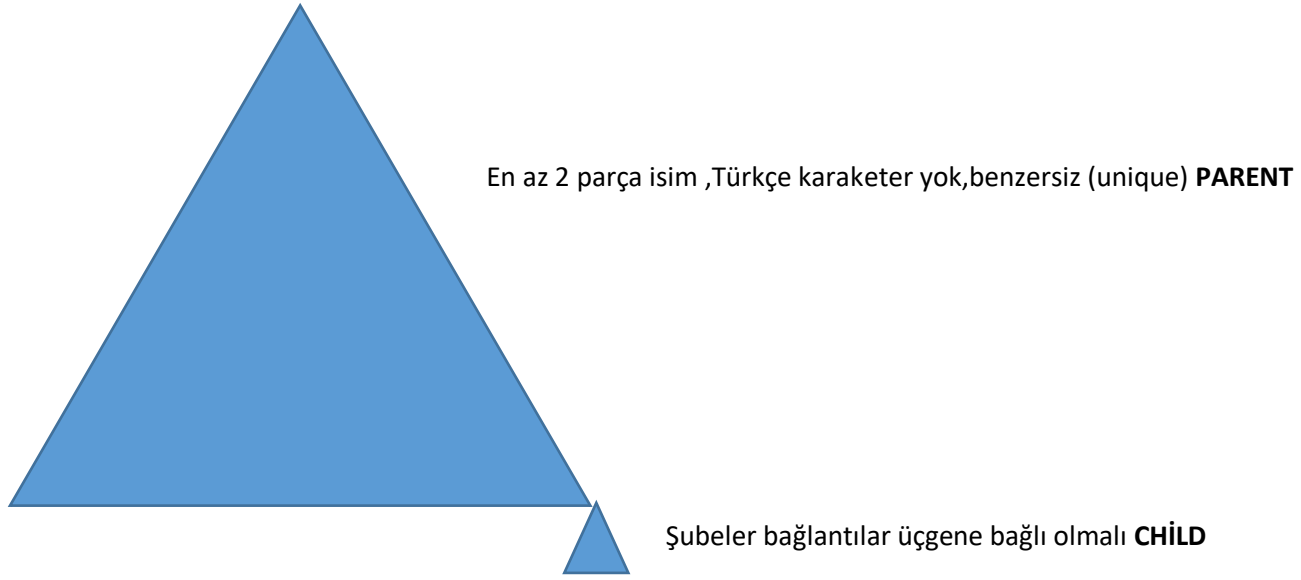 En az 2 parça isim ,Türkçe karaketer yok,benzersiz (unique) PARENT
Şubeler bağlantılar üçgene bağlı olmalı CHİLD